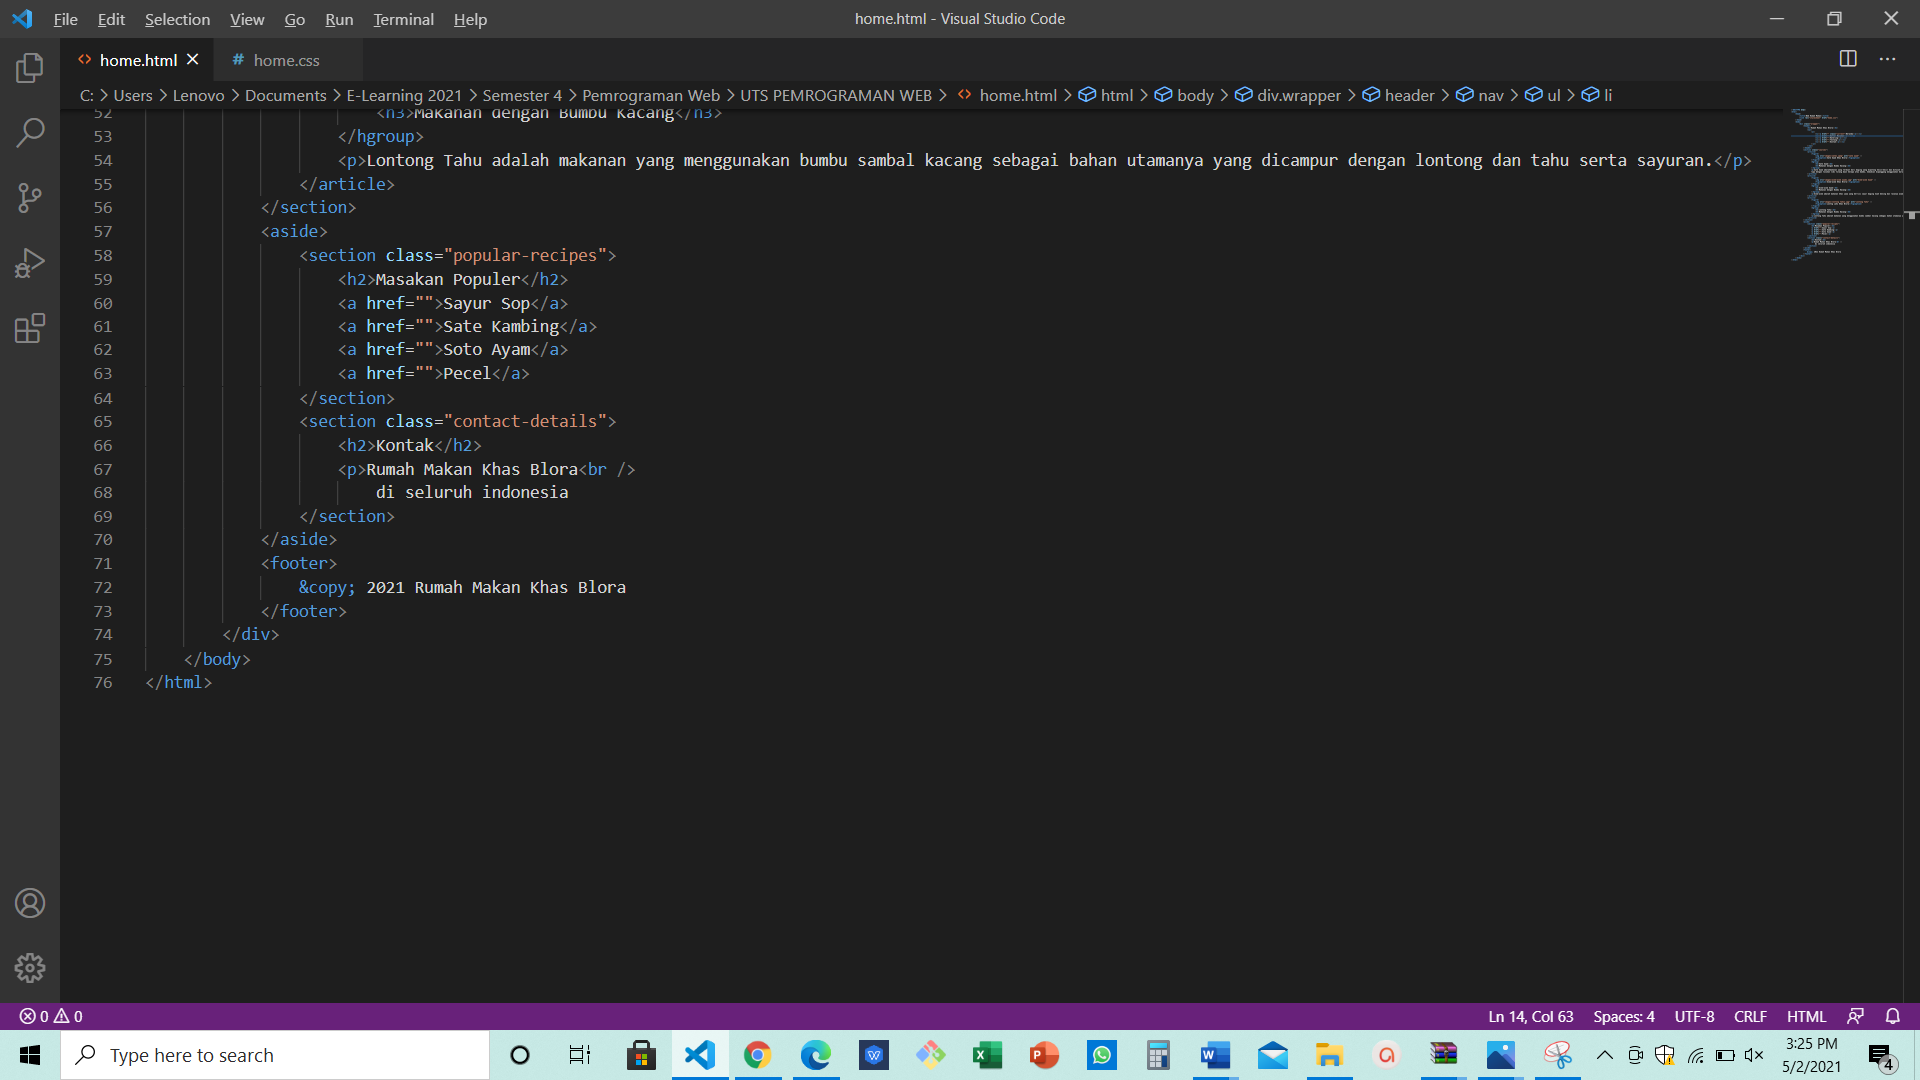 File Edit Selection View Go Run Terminal Help
home.html - Visual Studio Code
home.html
# home.css
C: > Users > Lenovo > Documents > E-Learning 2021 > Semester 4 > Pemrograman Web > UTS PEMROGRAMAN WEB > home.html > html > body > div.wrapper > header > nav > ul > li
52 <h3>Makanan dengan Bumbu Kacang</h3>
53 </hgroup>
54 <p>Lontong Tahu adalah makanan yang menggunakan bumbu sambal kacang sebagai bahan utamanya yang dicampur dengan lontong dan tahu serta sayuran.</p>
55 </article>
56 </section>
57 <aside>
58 <section class="popular-recipes">
59 <h2>Masakan Populer</h2>
60 <a href="">Sayur Sop</a>
61 <a href="">Sate Kambing</a>
62 <a href="">Soto Ayam</a>
63 <a href="">Pecel</a>
64 </section>
65 <section class="contact-details">
66 <h2>Kontak</h2>
67 <p>Rumah Makan Khas Blora<br />
68 di seluruh indonesia
69 </section>
70 </aside>
71 <footer>
72 &copy; 2021 Rumah Makan Khas Blora
73 </footer>
74 </div>
75 </body>
76 </html>
0 0
Ln 14, Col 63 Spaces: 4 UTF-8 CRLF HTML
Type here to search
3:25 PM
5/2/2021
4